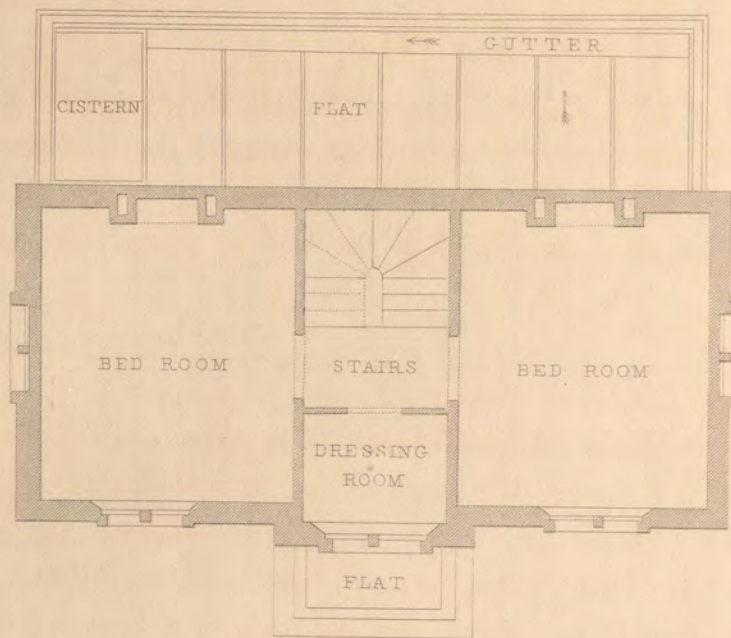 GUTTER
CISTERN
FLAT
BED ROOM
STAIRS
BED ROOM
DRESSING
ROOM
FLAT